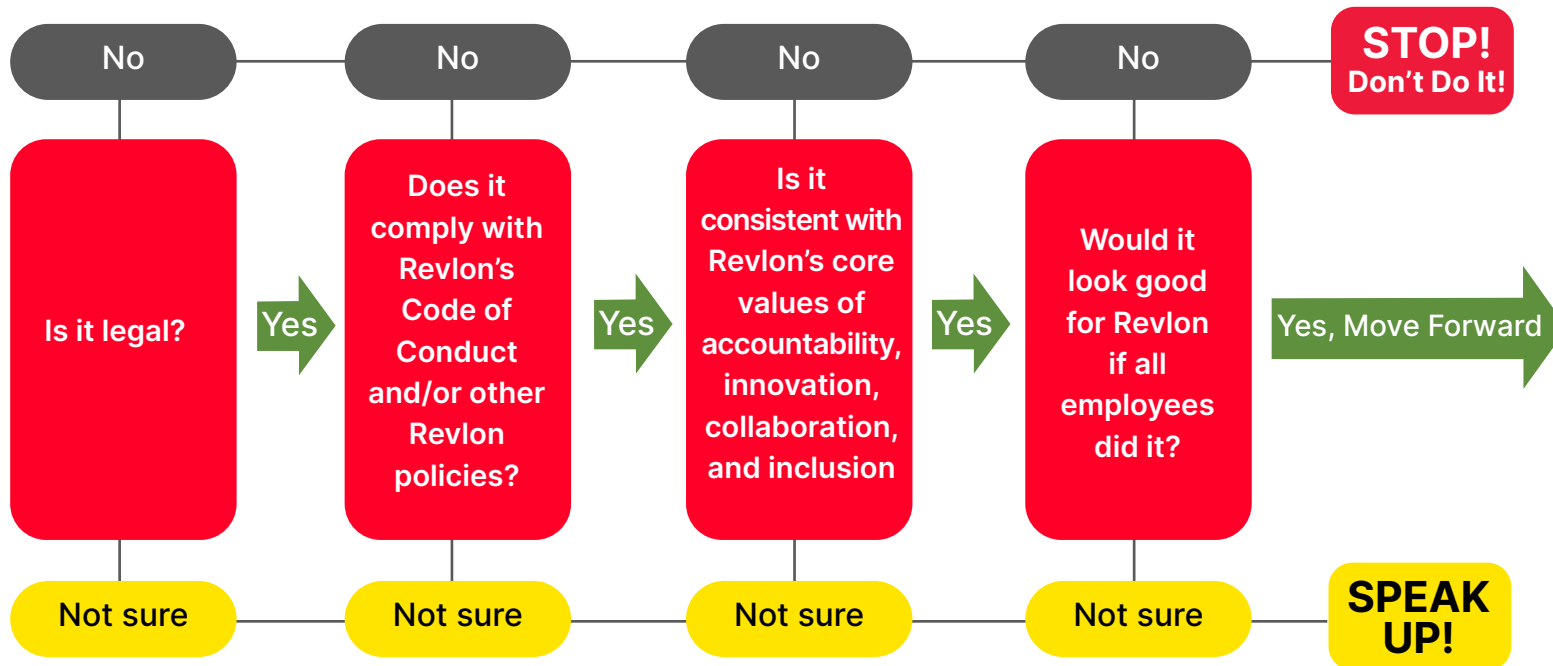 No
No
No
No
STOP!
Don’t Do It!
Is it legal?
Yes
Does it
comply with
Revlon’s
Code of
Conduct
and/or other
Revlon
policies?
Yes
Is it
consistent with
Revlon’s core
values of
accountability,
innovation,
collaboration,
and inclusion
Yes
Would it
look good
for Revlon
if all
employees
did it?
Yes, Move Forward
Not sure
Not sure
Not sure
Not sure
SPEAK
UP!